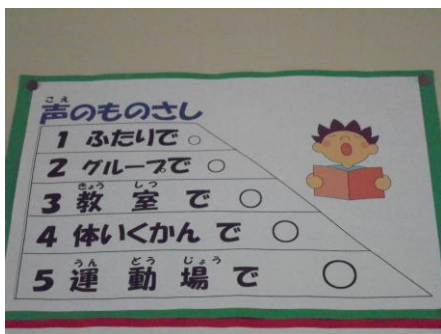 声のものさし
1 ふたりで ○
2 グループで ○
3 教室で ○
4 体いくかんで ○
5 運動場で ○